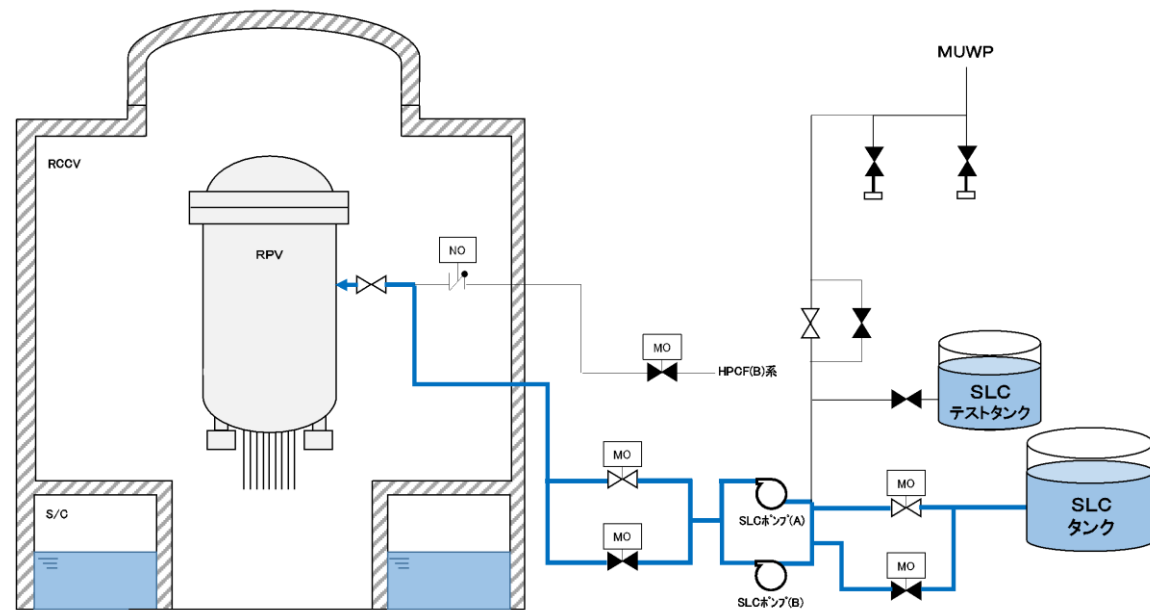 MUWP
RCCV
NO
RPV
MO
HPCF(B)系
SLC
テストタンク
MO
MO
SLCポンプ(A)
SLC
タンク
S/C
MO
MO
SLCポンプ(B)